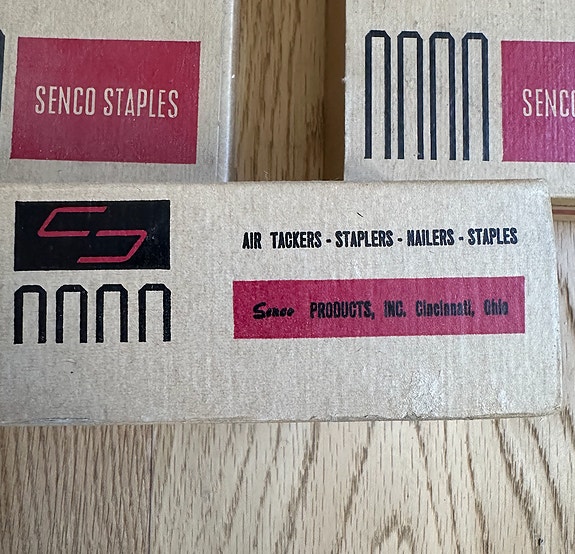 SENCO STAPLES
SENCO
AIR TACKERS - STAPLERS - NAILERS - STAPLES
Senco PRODUCTS, INC. Cincinnati, Ohio